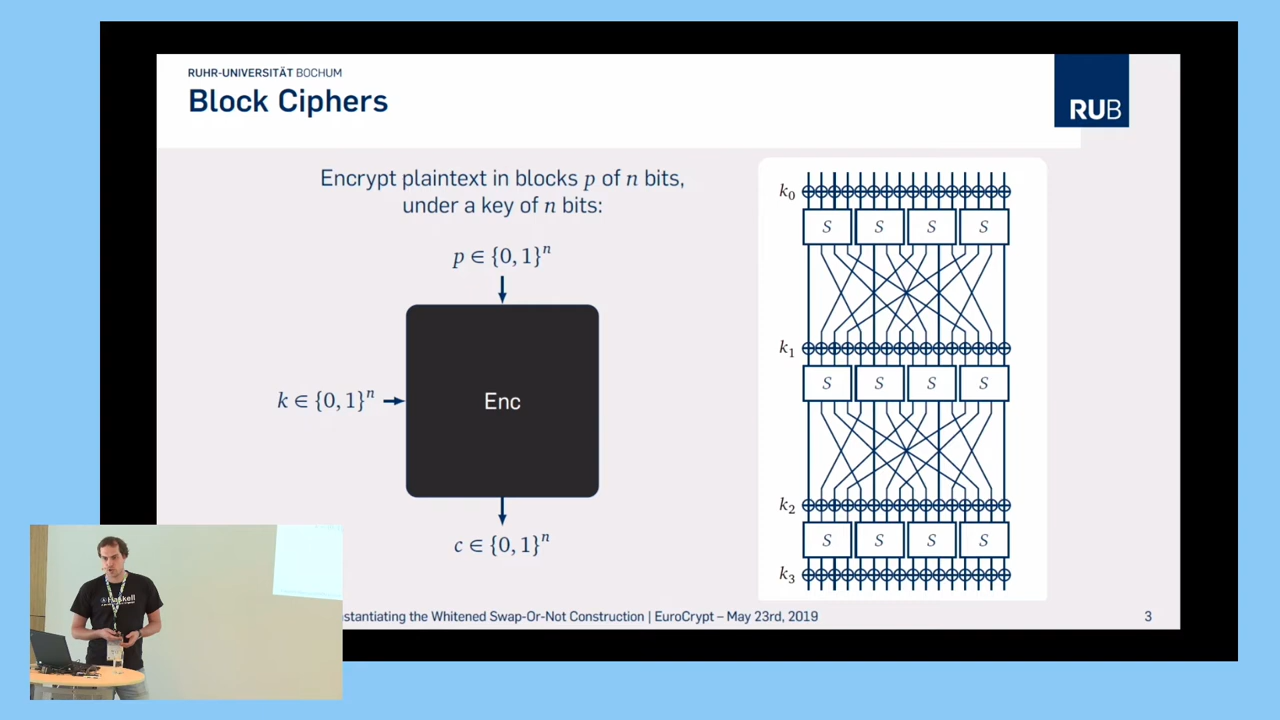 RUHR-UNIVERSITÄT BOCHUM
Block Ciphers
RUB
Encrypt plaintext in blocks p of n bits,
under a key of n bits:
p ∈ {0, 1}ⁿ
k ∈ {0, 1}ⁿ
Enc
c ∈ {0, 1}ⁿ
k₀
S S S S
k₁
S S S S
k₂
S S S S
k₃
Haskell
the Whitened Swap-Or-Not Construction | EuroCrypt – May 23rd, 2019
3